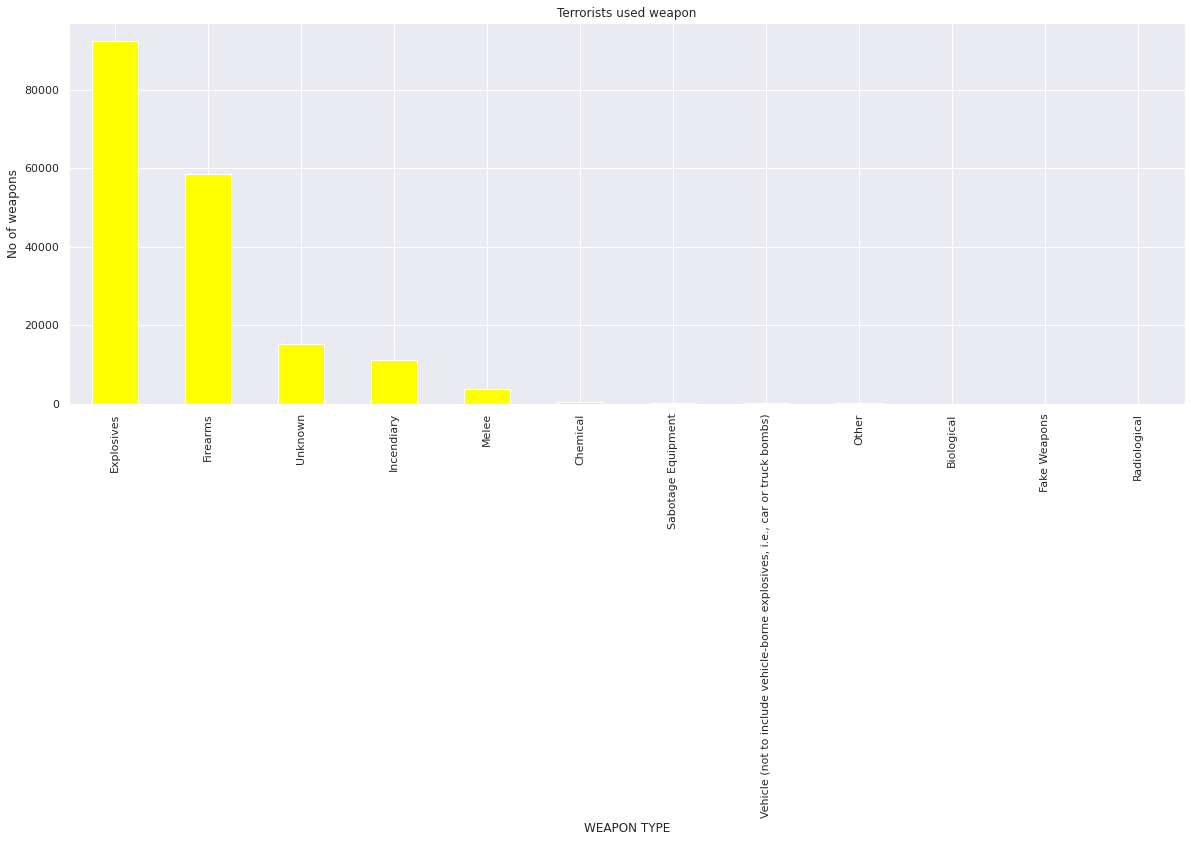 Terrorists used weapon
No of weapons
80000
60000
40000
20000
0
Explosives
Firearms
Unknown
Incendiary
Melee
Chemical
Sabotage Equipment
Vehicle (not to include vehicle-borne explosives, i.e., car or truck bombs)
Other
Biological
Fake Weapons
Radiological
WEAPON TYPE